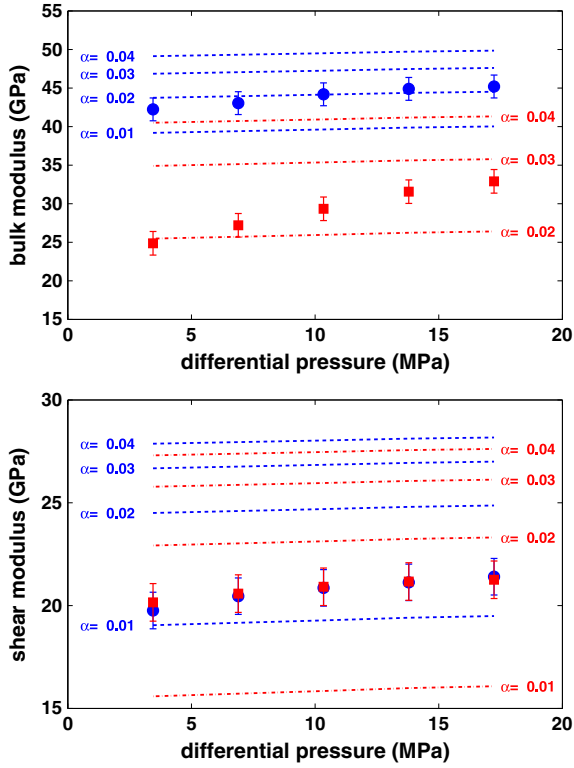 55
50
α= 0.04
45
α= 0.03
α= 0.02
40
α= 0.04
α= 0.01
35
α= 0.03
30
25
α= 0.02
20
15
0 5 10 15 20
bulk modulus (GPa)
differential pressure (MPa)
30
α= 0.04
α= 0.04
α= 0.03
α= 0.03
25
α= 0.02
α= 0.02
20
α= 0.01
α= 0.01
15
0 5 10 15 20
shear modulus (GPa)
differential pressure (MPa)